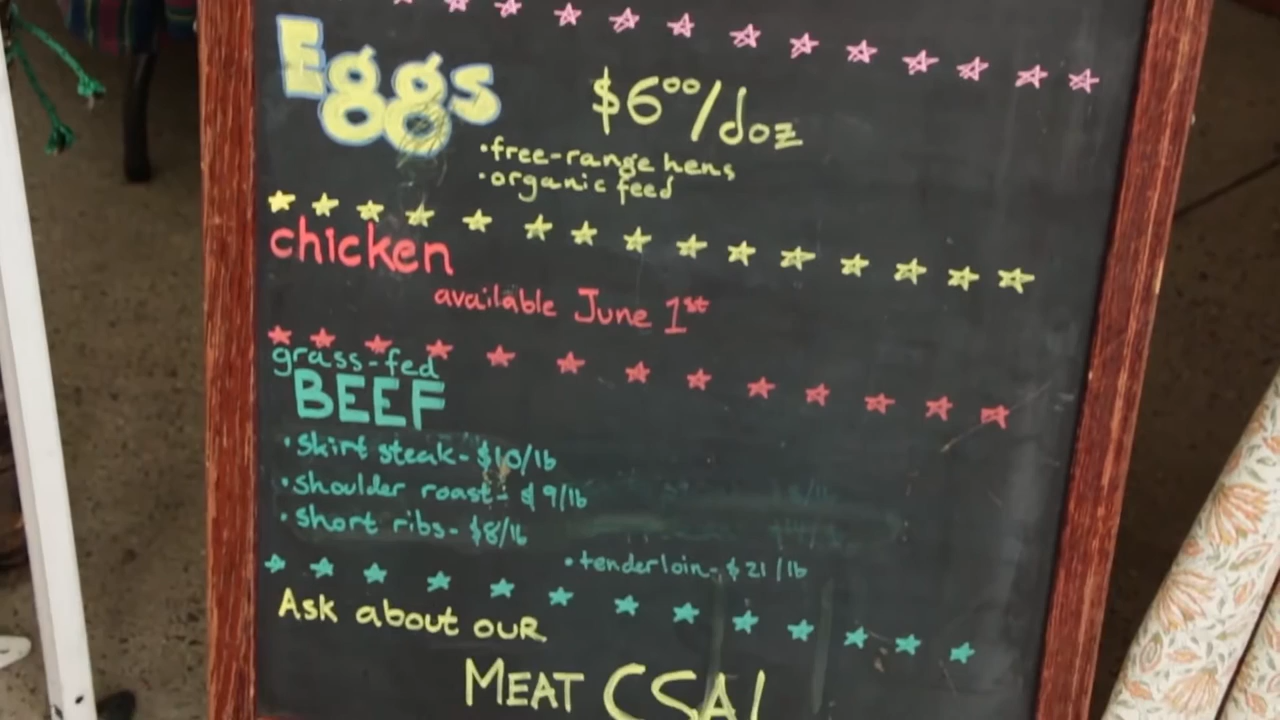 Eggs $6⁰⁰/doz
•free-range hens
•organic feed
chicken
available June 1st
grass-fed
BEEF
•Skirt steak-$10/lb
•Shoulder roast-$9/lb
•Short ribs-$8/lb
•tenderloin-$21/lb
Ask about our
MEAT CSA!